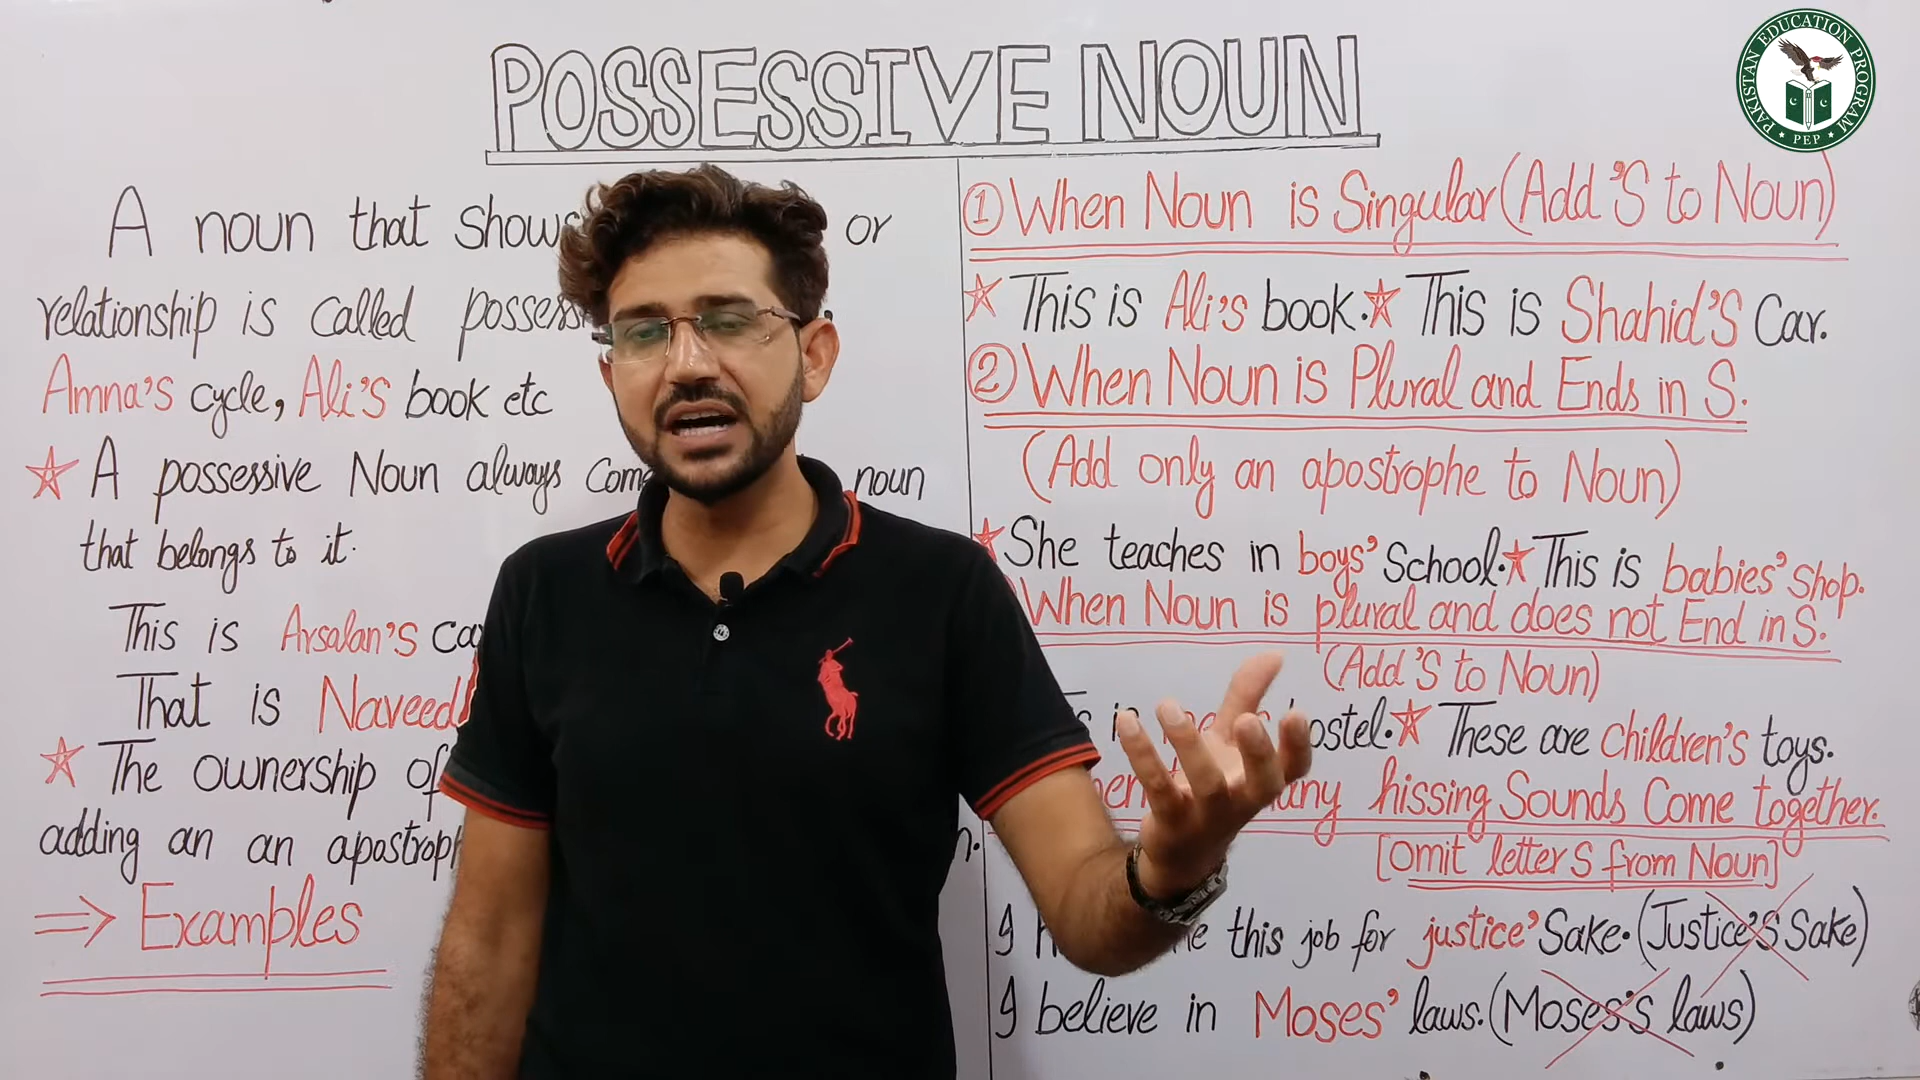 POSSESSIVE NOUN
PAKISTAN EDUCATION PROGRAM
PEP
A noun that shows or
relationship is called
Amna's cycle, Ali's book etc
A possessive Noun always noun
that belongs to it.
This is Arsalan's
That is Naveed
The ownership of
adding an an
⇒ Examples
① When Noun is Singular (Add 'S to Noun)
This is Ali's book. This is Shahid's Car.
② When Noun is Plural and Ends in S.
(Add only an apostrophe to Noun)
She teaches in boys' School. This is babies' shop.
When Noun is plural and does not End in S.
(Add 'S to Noun)
These are children's toys.
hissing Sounds Come together.
[omit letter S from Noun]
I this job for justice' Sake. (Justice's Sake)
I believe in Moses' laws. (Moses's laws)